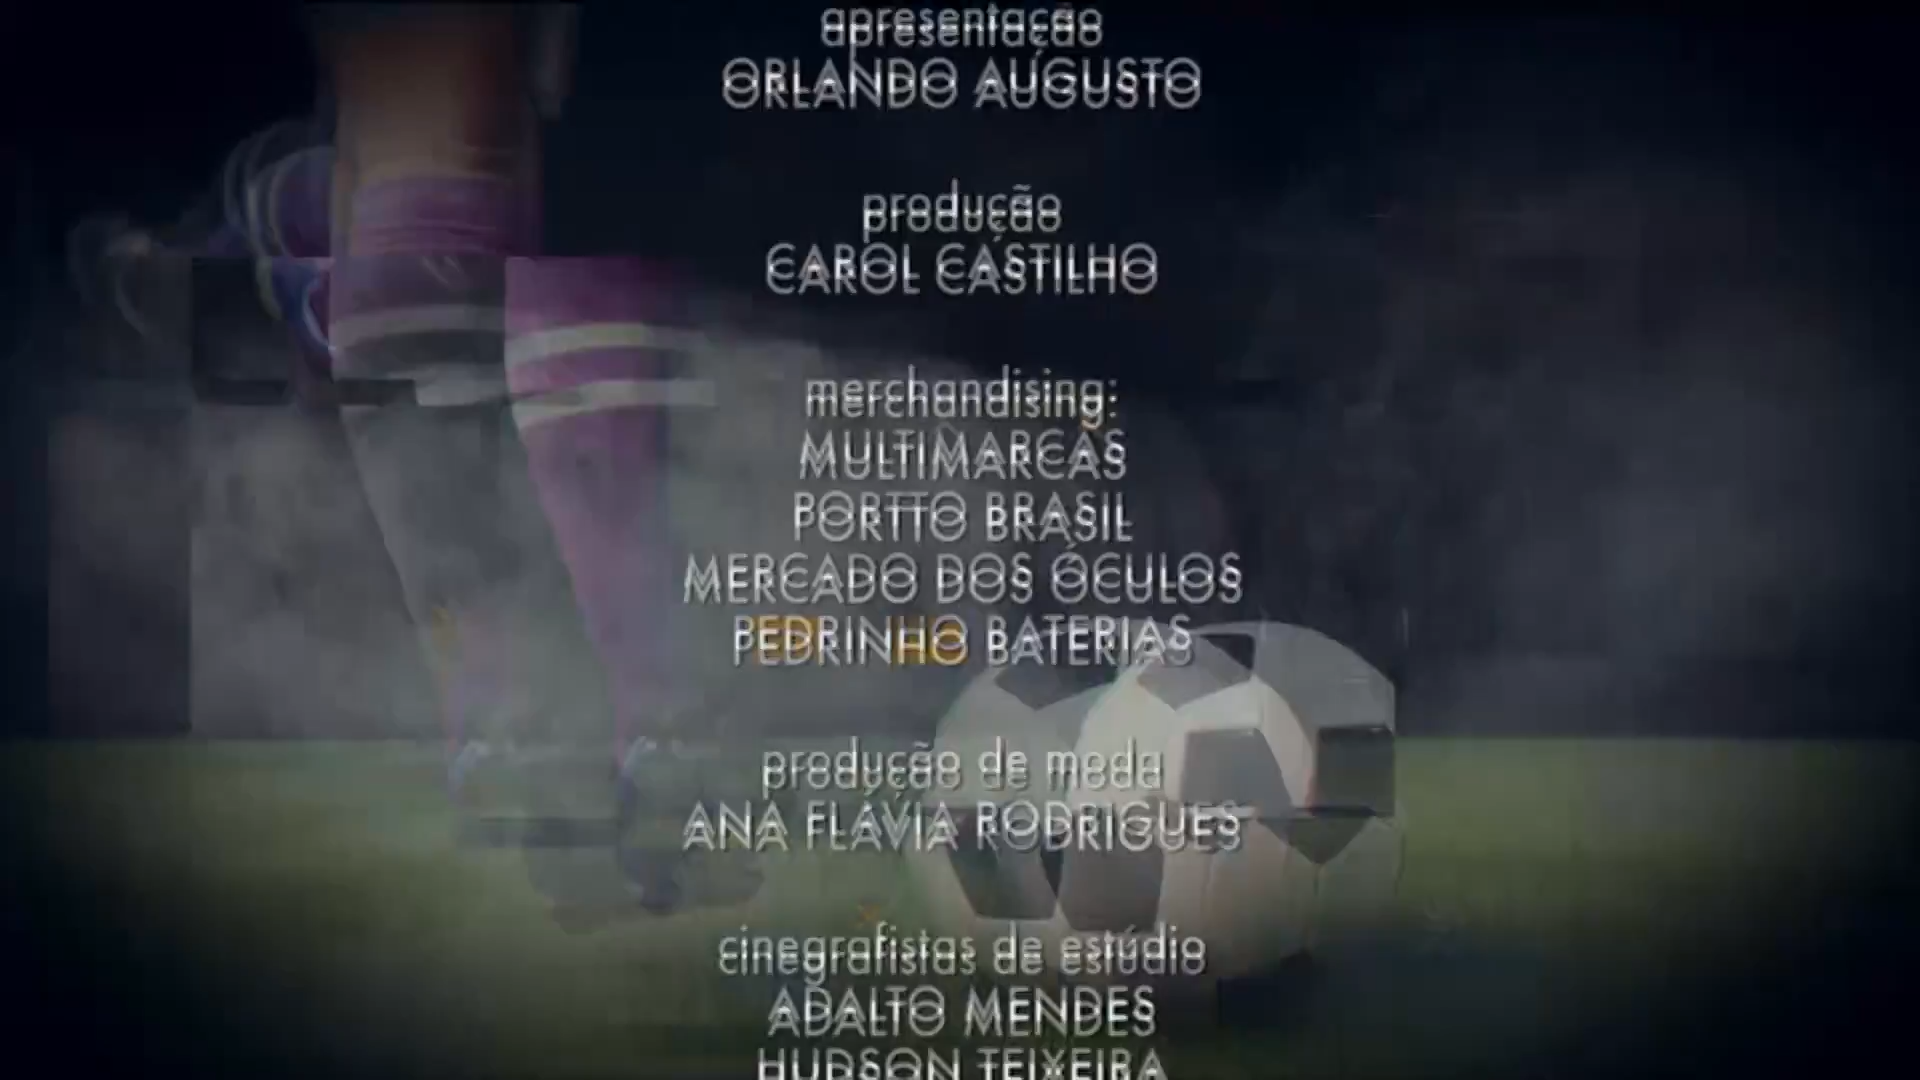 apresentação
ORLANDO AUGUSTO
produção
CAROL CASTILHO
merchandising:
MULTIMARCAS
PORTTO BRASIL
MERCADO DOS ÓCULOS
PEDRINHO BATERIAS
produção de moda
ANA FLÁVIA RODRIGUES
cinegrafistas de estúdio
ADALTO MENDES
HUDSON TEIXEIRA